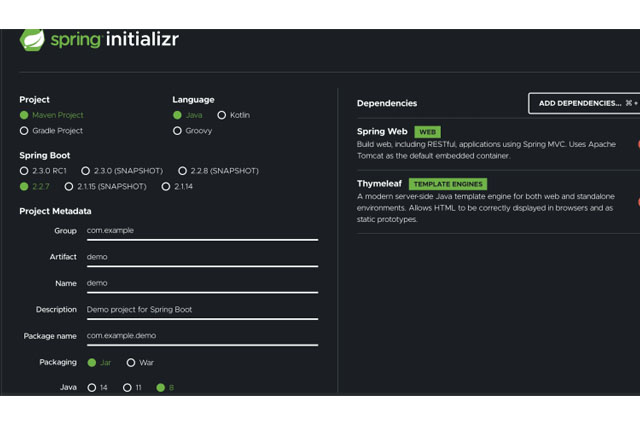 spring initializr
Project
Maven Project
Gradle Project
Language
Java Kotlin
Groovy
Spring Boot
2.3.0 RC1 2.3.0 (SNAPSHOT) 2.2.8 (SNAPSHOT)
2.2.7 2.1.15 (SNAPSHOT) 2.1.14
Project Metadata
Group com.example
Artifact demo
Name demo
Description Demo project for Spring Boot
Package name com.example.demo
Packaging Jar War
Java 14 11 8
Dependencies
ADD DEPENDENCIES... ⌘ +
Spring Web WEB
Build web, including RESTful, applications using Spring MVC. Uses Apache
Tomcat as the default embedded container.
Thymeleaf TEMPLATE ENGINES
A modern server-side Java template engine for both web and standalone
environments. Allows HTML to be correctly displayed in browsers and as
static prototypes.